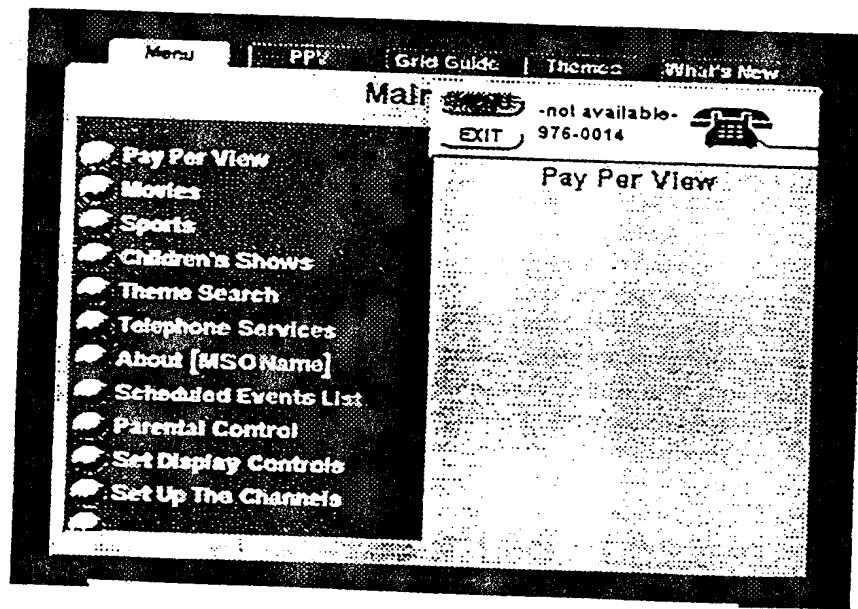 Menu | PPV Grid Guide | Themes What's New
Main
-not available-
EXIT 976-0014
Pay Per View
Pay Per View
Movies
Sports
Children's Shows
Theme Search
Telephone Services
About [MSO Name]
Scheduled Events List
Parental Control
Set Display Controls
Set Up The Channels